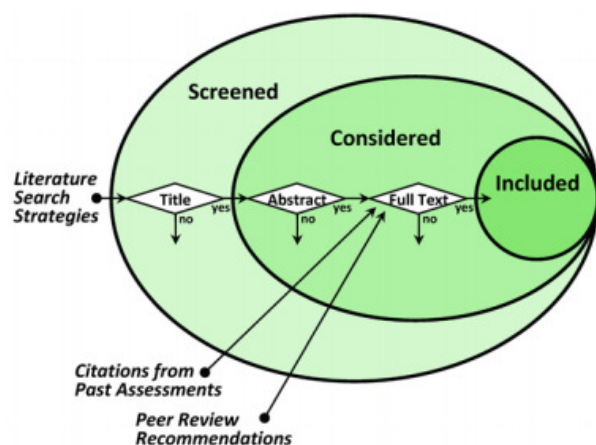 Screened
Considered
Included
Literature
Search
Strategies
Title
Abstract
Full Text
yes
yes
yes
no
no
no
Citations from
Past Assessments
Peer Review
Recommendations